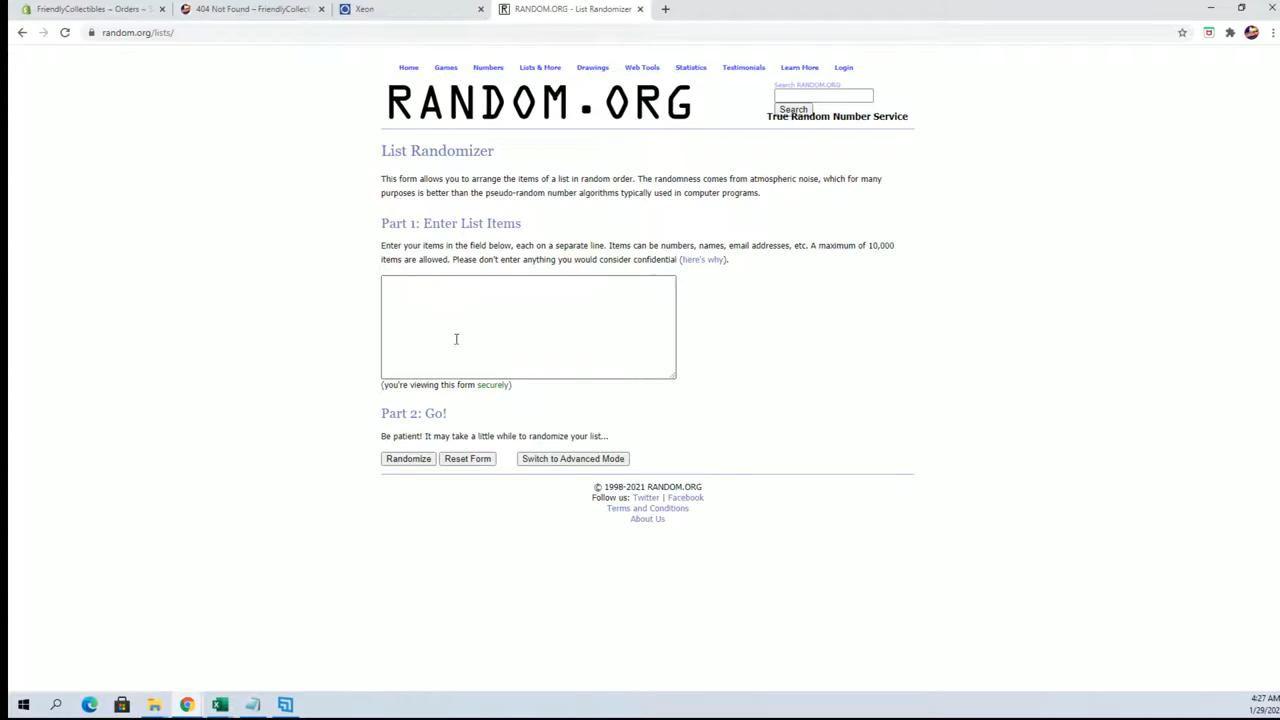 FriendlyCollectibles ~ Orders ~ S
404 Not Found – FriendlyCollecti
Xeon
RANDOM.ORG - List Randomizer
random.org/lists/
Home Games Numbers Lists & More Drawings Web Tools Statistics Testimonials Learn More Login
Search RANDOM.ORG
RANDOM.ORG
Search
True Random Number Service
List Randomizer
This form allows you to arrange the items of a list in random order. The randomness comes from atmospheric noise, which for many
purposes is better than the pseudo-random number algorithms typically used in computer programs.
Part 1: Enter List Items
Enter your items in the field below, each on a separate line. Items can be numbers, names, email addresses, etc. A maximum of 10,000
items are allowed. Please don't enter anything you would consider confidential (here's why).
(you're viewing this form securely)
Part 2: Go!
Be patient! It may take a little while to randomize your list...
Randomize Reset Form Switch to Advanced Mode
© 1998-2021 RANDOM.ORG
Follow us: Twitter | Facebook
Terms and Conditions
About Us
4:27 AM
1/29/202